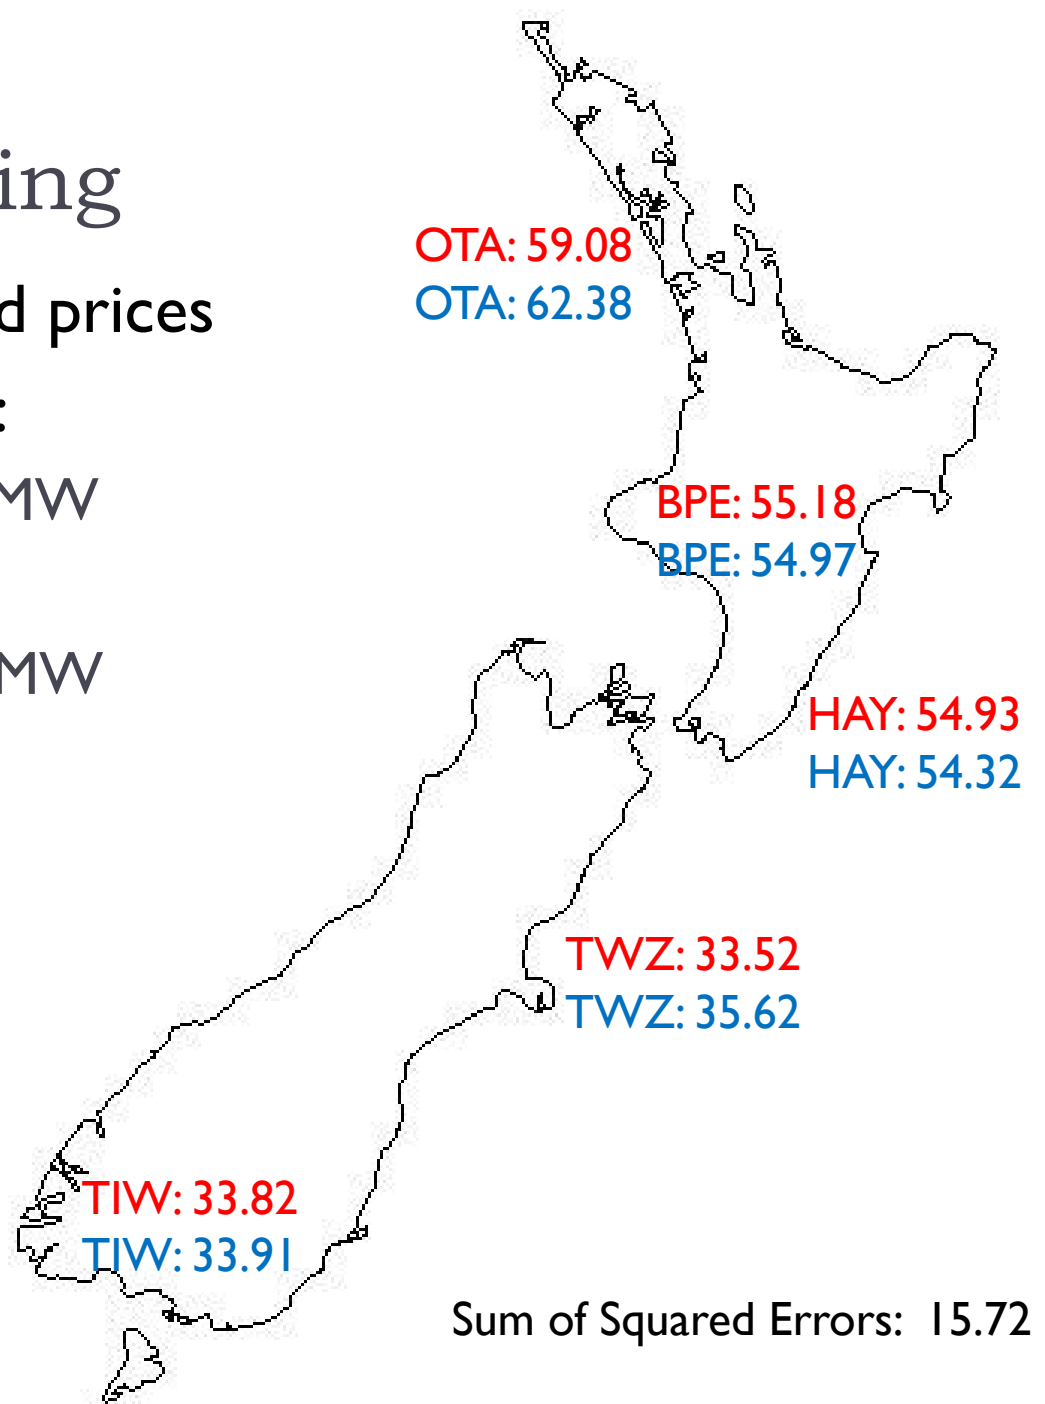 ing
d prices
:
MW
MW
OTA: 59.08
OTA: 62.38
BPE: 55.18
BPE: 54.97
HAY: 54.93
HAY: 54.32
TWZ: 33.52
TWZ: 35.62
TIW: 33.82
TIW: 33.91
Sum of Squared Errors: 15.72